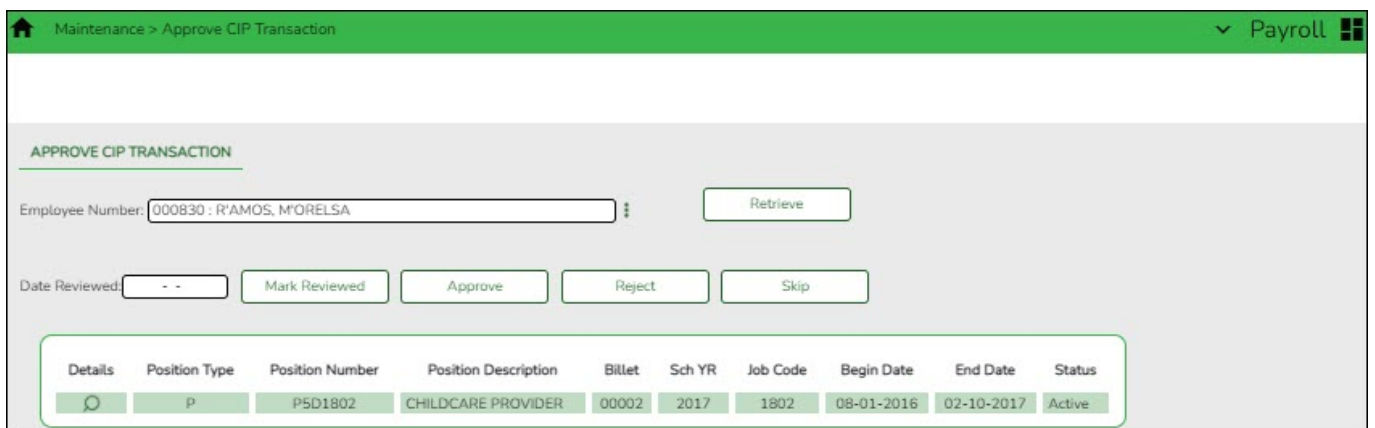 Maintenance > Approve CIP Transaction Payroll
APPROVE CIP TRANSACTION
Employee Number: 000830 : R'AMOS, M'ORELSA Retrieve
Date Reviewed: - - Mark Reviewed Approve Reject Skip
Details Position Type Position Number Position Description Billet Sch YR Job Code Begin Date End Date Status
P P5D1802 CHILDCARE PROVIDER 00002 2017 1802 08-01-2016 02-10-2017 Active